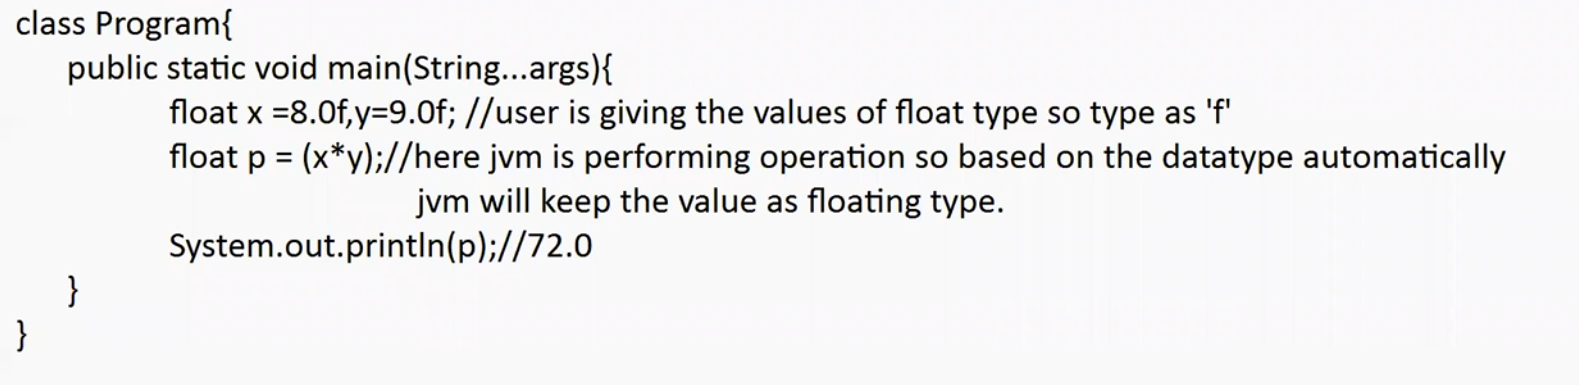 class Program{
public static void main(String...args){
float x =8.0f,y=9.0f; //user is giving the values of float type so type as 'f'
float p = (x*y);//here jvm is performing operation so based on the datatype automatically
jvm will keep the value as floating type.
System.out.println(p);//72.0
}
}